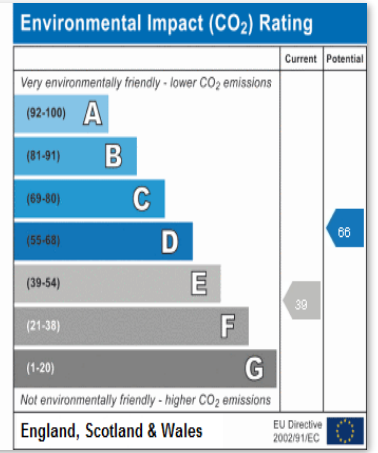 Environmental Impact (CO₂) Rating
Current Potential
Very environmentally friendly - lower CO₂ emissions
(92-100) A
(81-91) B
(69-80) C
(55-68) D
66
(39-54) E
39
(21-38) F
(1-20) G
Not environmentally friendly - higher CO₂ emissions
England, Scotland & Wales
EU Directive
2002/91/EC